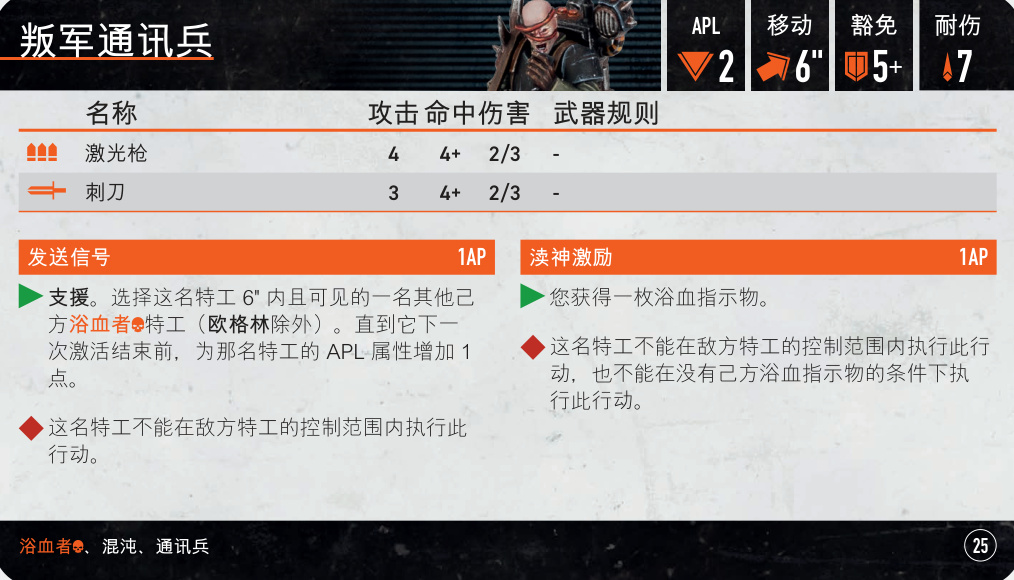 叛军通讯兵
APL 移动 豁免 耐伤
2 6" 5+ 7
名称 攻击 命中 伤害 武器规则
激光枪 4 4+ 2/3 -
刺刀 3 4+ 2/3 -
发送信号 1AP
支援。选择这名特工 6" 内且可见的一名其他己
方浴血者特工（欧格林除外）。直到它下一
次激活结束前，为那名特工的 APL 属性增加 1
点。
这名特工不能在敌方特工的控制范围内执行此
行动。
渎神激励 1AP
您获得一枚浴血指示物。
这名特工不能在敌方特工的控制范围内执行此行
动，也不能在没有己方浴血指示物的条件下执
行此行动。
浴血者、混沌、通讯兵
25